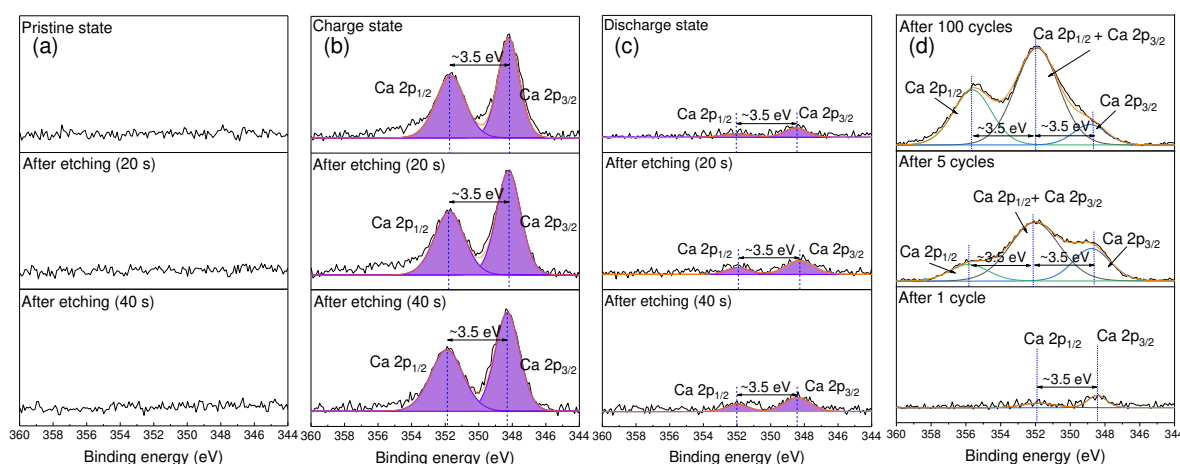 Pristine state
(a)
After etching (20 s)
After etching (40 s)
360 358 356 354 352 350 348 346 344
Binding energy (eV)
Charge state
(b)
~3.5 eV
Ca 2p1/2
Ca 2p3/2
After etching (20 s)
~3.5 eV
Ca 2p1/2
Ca 2p3/2
After etching (40 s)
~3.5 eV
Ca 2p1/2
Ca 2p3/2
360 358 356 354 352 350 348 346 344
Binding energy (eV)
Discharge state
(c)
Ca 2p1/2 ~3.5 eV Ca 2p3/2
After etching (20 s)
Ca 2p1/2 ~3.5 eV Ca 2p3/2
After etching (40 s)
Ca 2p1/2 ~3.5 eV Ca 2p3/2
360 358 356 354 352 350 348 346 344
Binding energy (eV)
After 100 cycles
(d)
Ca 2p1/2 + Ca 2p3/2
Ca 2p1/2
Ca 2p3/2
~3.5 eV ~3.5 eV
After 5 cycles
Ca 2p1/2+ Ca 2p3/2
Ca 2p1/2
Ca 2p3/2
~3.5 eV ~3.5 eV
After 1 cycle
Ca 2p1/2 Ca 2p3/2
~3.5 eV
360 358 356 354 352 350 348 346 344
Binding energy (eV)